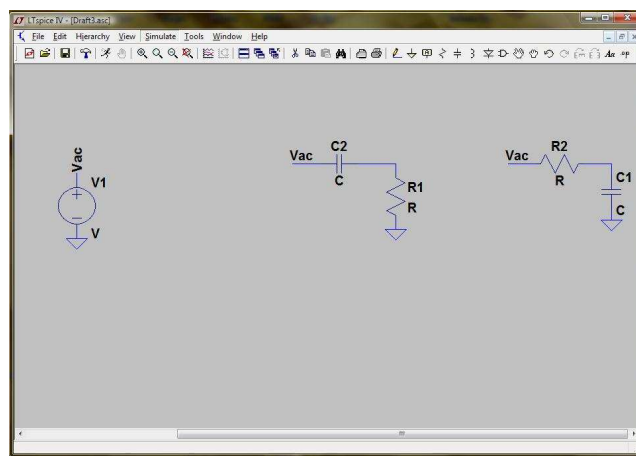 LTspice IV - [Draft3.asc]
File Edit Hierarchy View Simulate Tools Window Help
Aa .op
Vac
V1
V
Vac
C2
C
R1
R
Vac
R2
R
C1
C